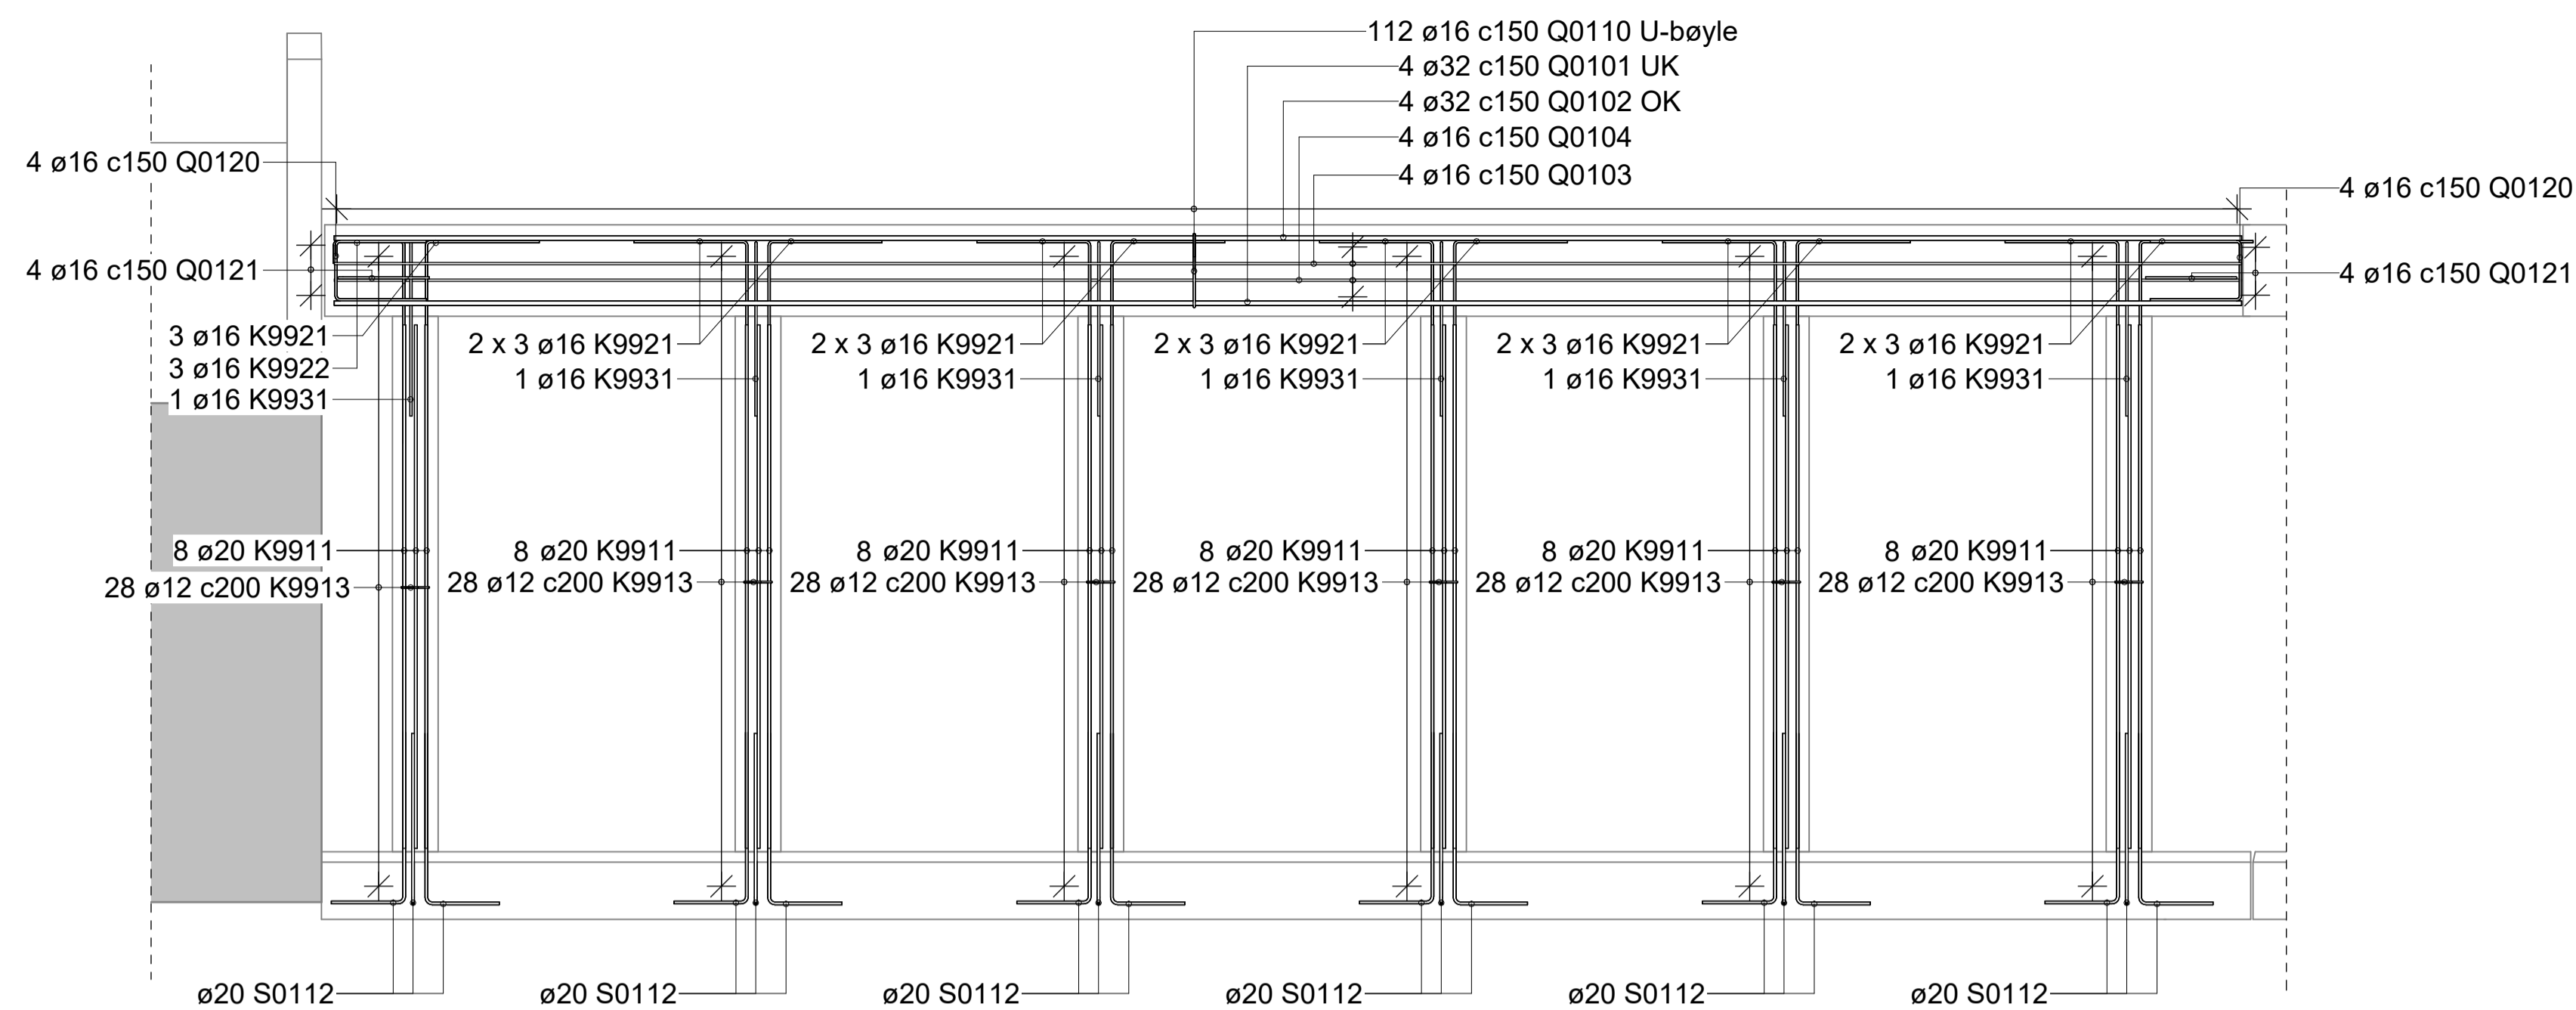 112 ø16 c150 Q0110 U-bøyle
4 ø32 c150 Q0101 UK
4 ø32 c150 Q0102 OK
4 ø16 c150 Q0104
4 ø16 c150 Q0103
4 ø16 c150 Q0120
4 ø16 c150 Q0120
4 ø16 c150 Q0121
4 ø16 c150 Q0121
3 ø16 K9921
3 ø16 K9922
1 ø16 K9931
2 x 3 ø16 K9921
1 ø16 K9931
2 x 3 ø16 K9921
1 ø16 K9931
2 x 3 ø16 K9921
1 ø16 K9931
2 x 3 ø16 K9921
1 ø16 K9931
2 x 3 ø16 K9921
1 ø16 K9931
8 ø20 K9911
28 ø12 c200 K9913
8 ø20 K9911
28 ø12 c200 K9913
8 ø20 K9911
28 ø12 c200 K9913
8 ø20 K9911
28 ø12 c200 K9913
8 ø20 K9911
28 ø12 c200 K9913
8 ø20 K9911
28 ø12 c200 K9913
ø20 S0112
ø20 S0112
ø20 S0112
ø20 S0112
ø20 S0112
ø20 S0112